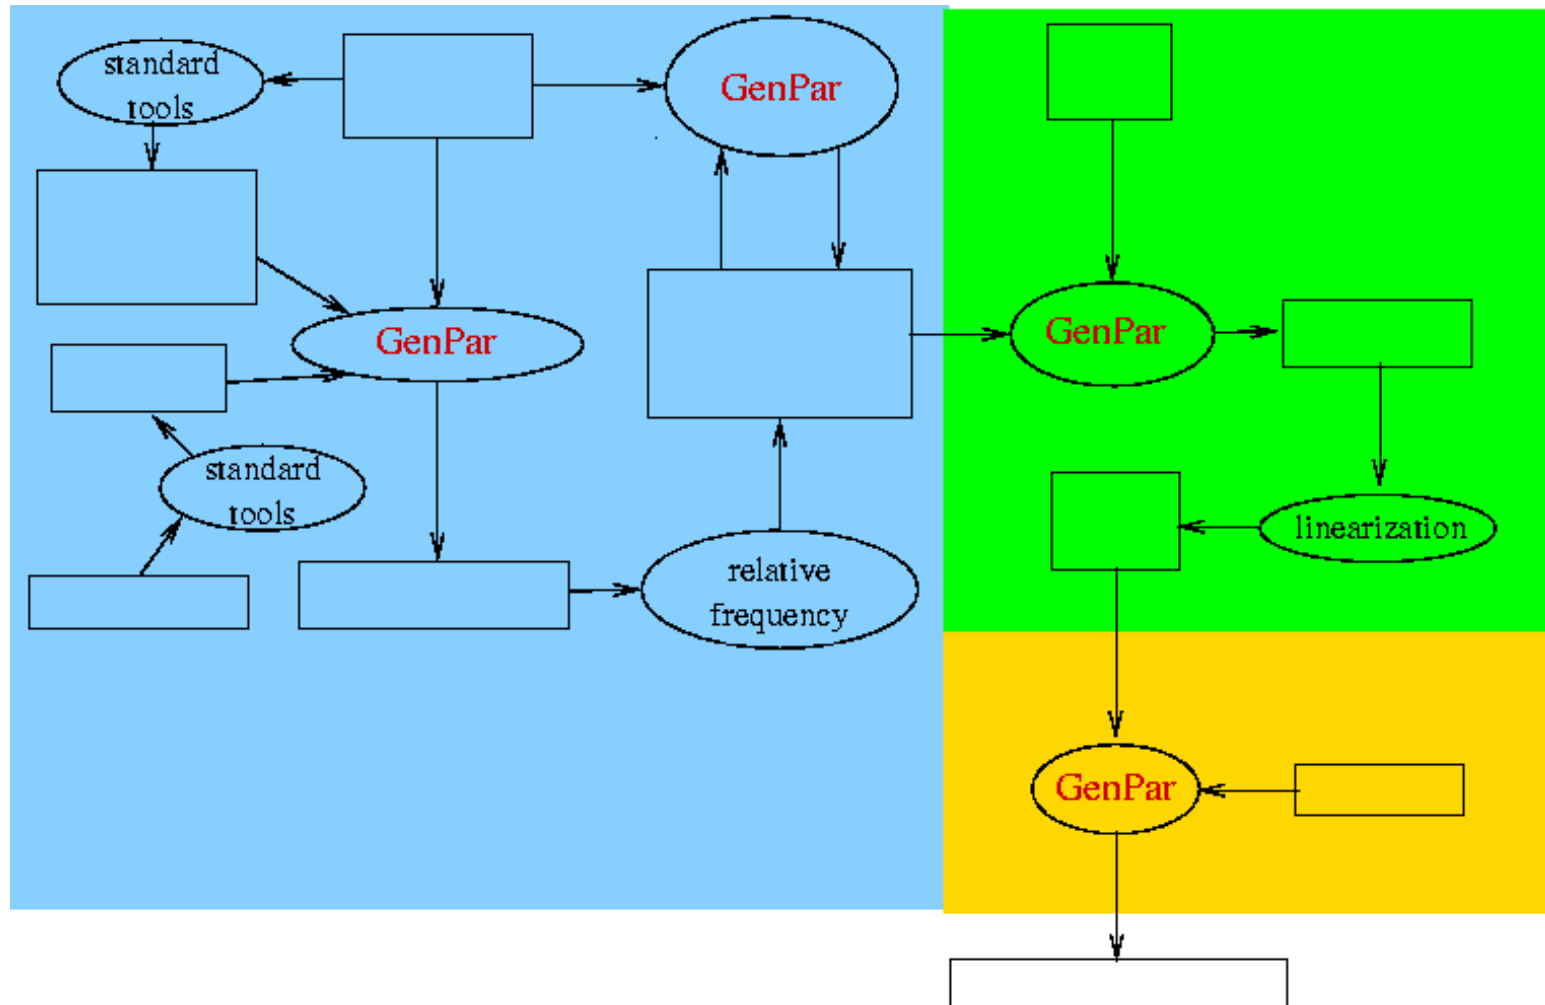 standard
tools
GenPar
GenPar
GenPar
standard
tools
linearization
relative
frequency
GenPar